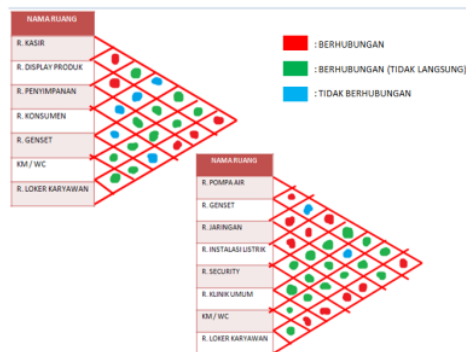 NAMA RUANG
R. KASIR
R. DISPLAY PRODUK
R. PENYIMPANAN
R. KONSUMEN
R. GENSET
KM / WC
R. LOKER KARYAWAN
: BERHUBUNGAN
: BERHUBUNGAN (TIDAK LANGSUNG)
: TIDAK BERHUBUNGAN
NAMA RUANG
R. POMPA AIR
R. GENSET
R. JARINGAN
R. INSTALASI LISTRIK
R. SECURITY
R. KLINIK UMUM
KM / WC
R. LOKER KARYAWAN